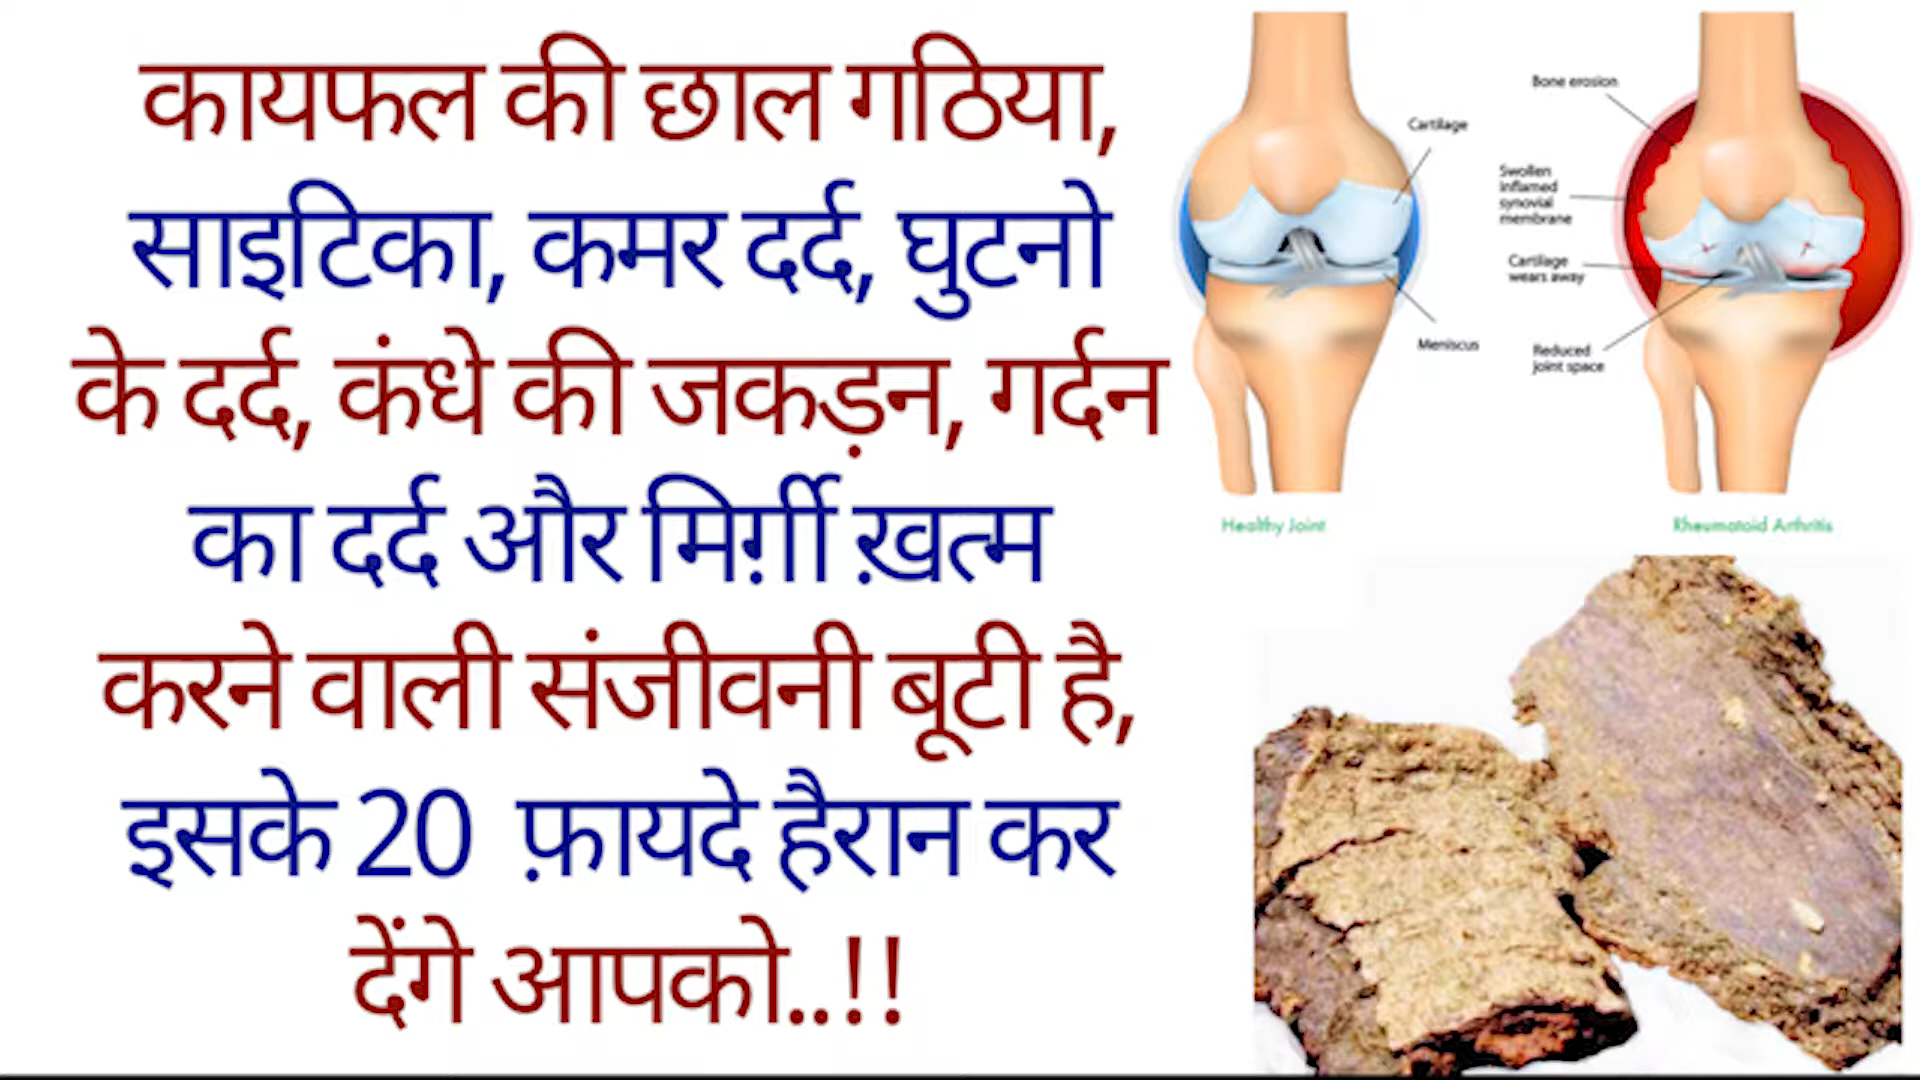 कायफल की छाल गठिया,
साइटिका, कमर दर्द, घुटनो
के दर्द, कंधे की जकड़न, गर्दन
का दर्द और मिर्ग़ी ख़त्म
करने वाली संजीवनी बूटी है,
इसके 20 फ़ायदे हैरान कर
देंगे आपको..!!
Cartilage
Meniscus
Healthy Joint
Bone erosion
Swollen
inflamed
synovial
membrane
Cartilage
wears away
Reduced
joint space
Rheumatoid Arthritis